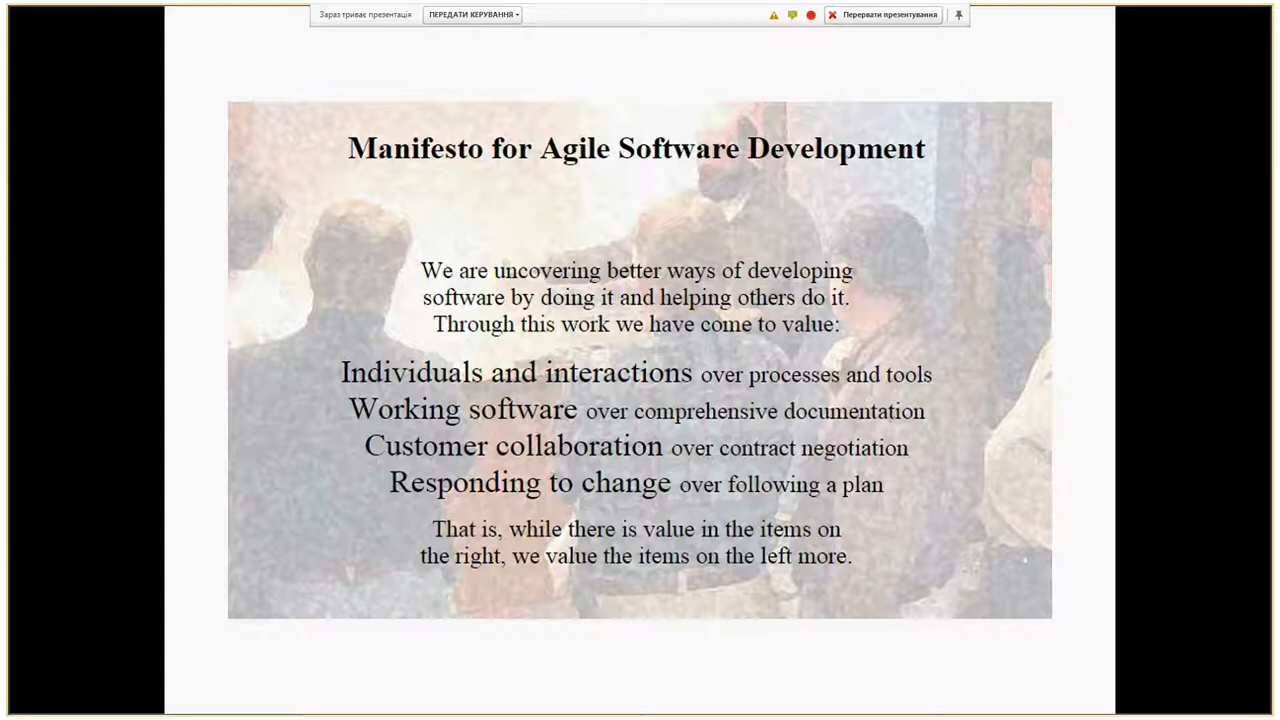 Зараз триває презентація ПЕРЕДАТИ КЕРУВАННЯ Перервати презентування
Manifesto for Agile Software Development
We are uncovering better ways of developing
software by doing it and helping others do it.
Through this work we have come to value:
Individuals and interactions over processes and tools
Working software over comprehensive documentation
Customer collaboration over contract negotiation
Responding to change over following a plan
That is, while there is value in the items on
the right, we value the items on the left more.